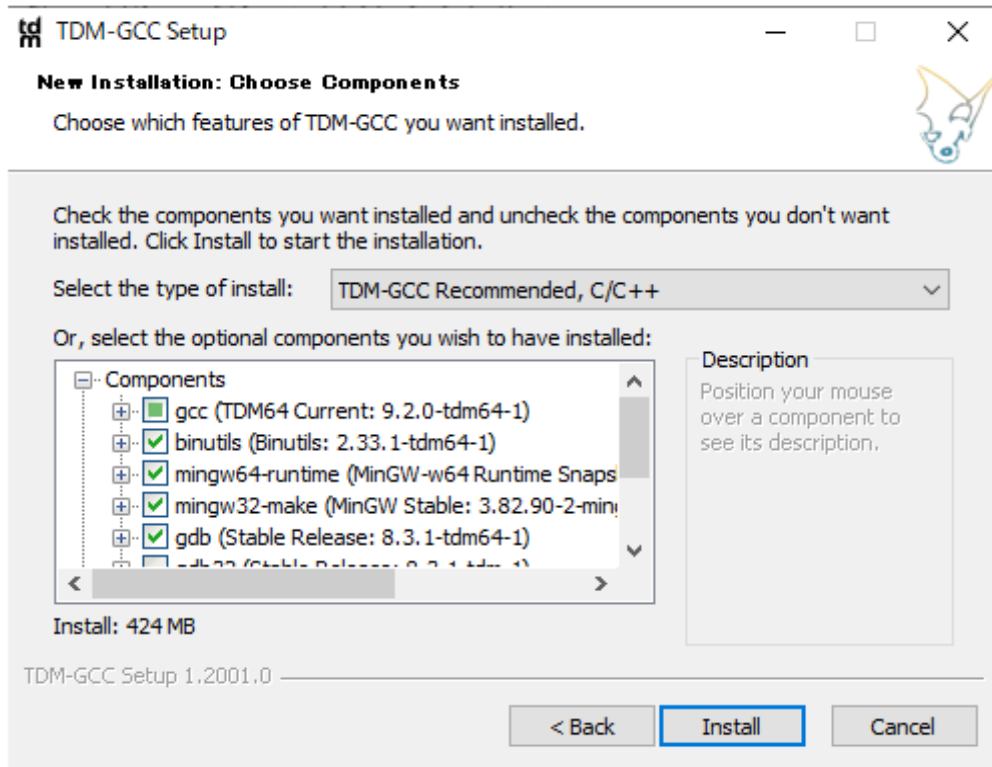 tdm TDM-GCC Setup
New Installation: Choose Components
Choose which features of TDM-GCC you want installed.
Check the components you want installed and uncheck the components you don't want
installed. Click Install to start the installation.
Select the type of install: TDM-GCC Recommended, C/C++
Or, select the optional components you wish to have installed:
Components
gcc (TDM64 Current: 9.2.0-tdm64-1)
binutils (Binutils: 2.33.1-tdm64-1)
mingw64-runtime (MinGW-w64 Runtime Snaps
mingw32-make (MinGW Stable: 3.82.90-2-ming
gdb (Stable Release: 8.3.1-tdm64-1)
Description
Position your mouse
over a component to
see its description.
Install: 424 MB
TDM-GCC Setup 1.2001.0
< Back Install Cancel